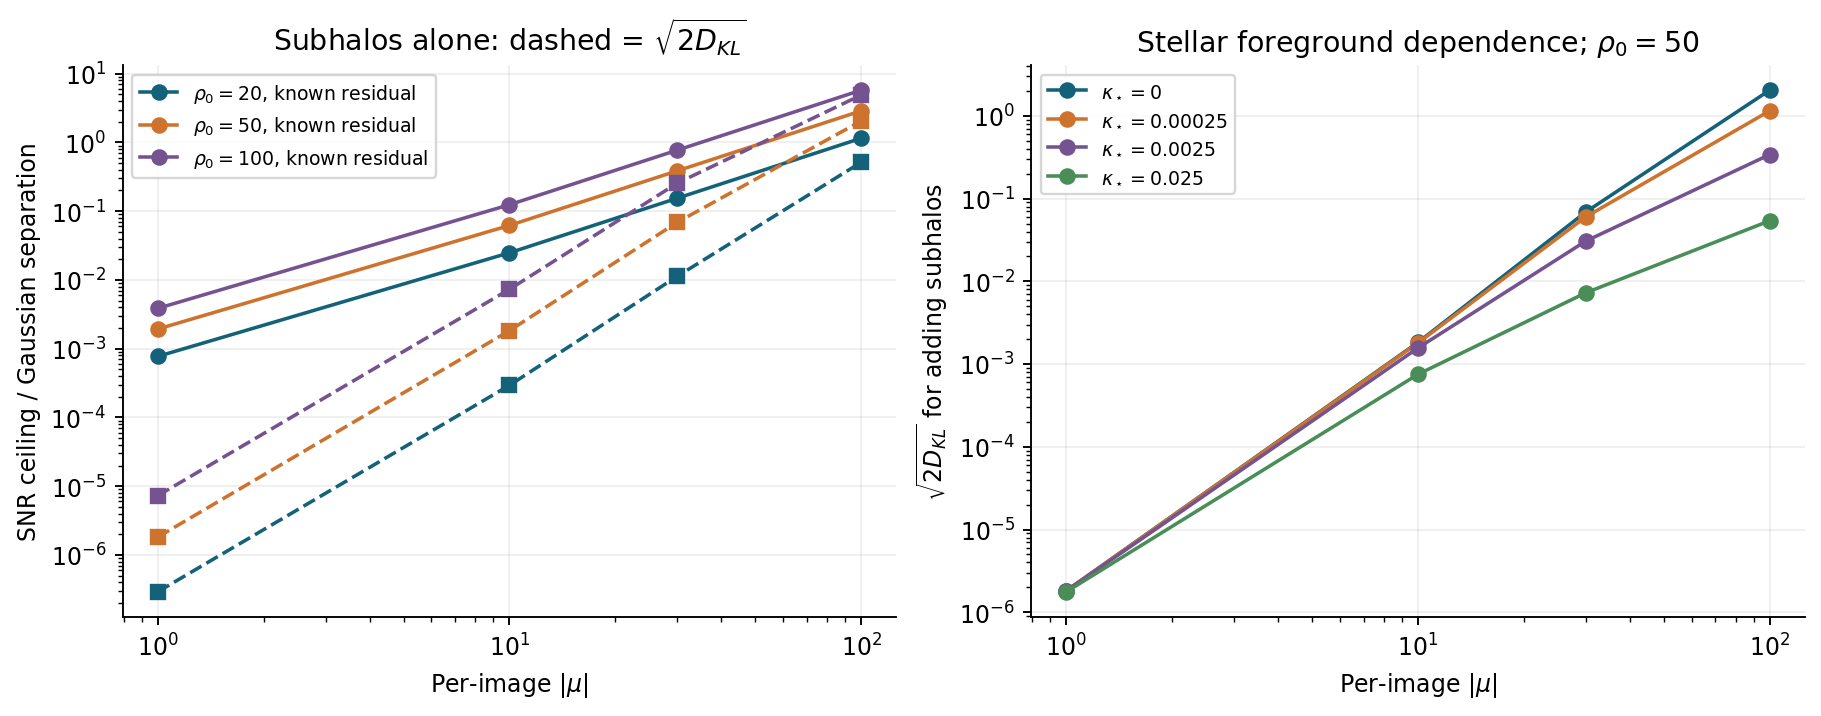 Subhalos alone: dashed = √2D_KL
SNR ceiling / Gaussian separation
10¹
10⁰
10⁻¹
10⁻²
10⁻³
10⁻⁴
10⁻⁵
10⁻⁶
ρ₀ = 20, known residual
ρ₀ = 50, known residual
ρ₀ = 100, known residual
10⁰
10¹
10²
Per-image |μ|
Stellar foreground dependence; ρ₀ = 50
√2D_KL for adding subhalos
10⁰
10⁻¹
10⁻²
10⁻³
10⁻⁴
10⁻⁵
10⁻⁶
κ⋆ = 0
κ⋆ = 0.00025
κ⋆ = 0.0025
κ⋆ = 0.025
10⁰
10¹
10²
Per-image |μ|